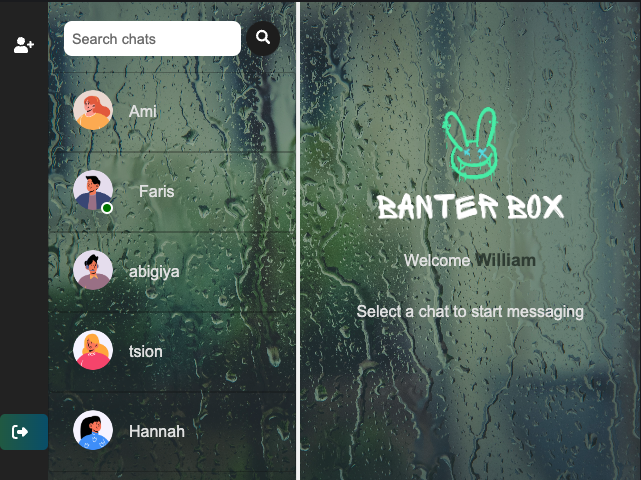 Search chats
Ami
Faris
abigiya
tsion
Hannah
BANTER BOX
Welcome William
Select a chat to start messaging